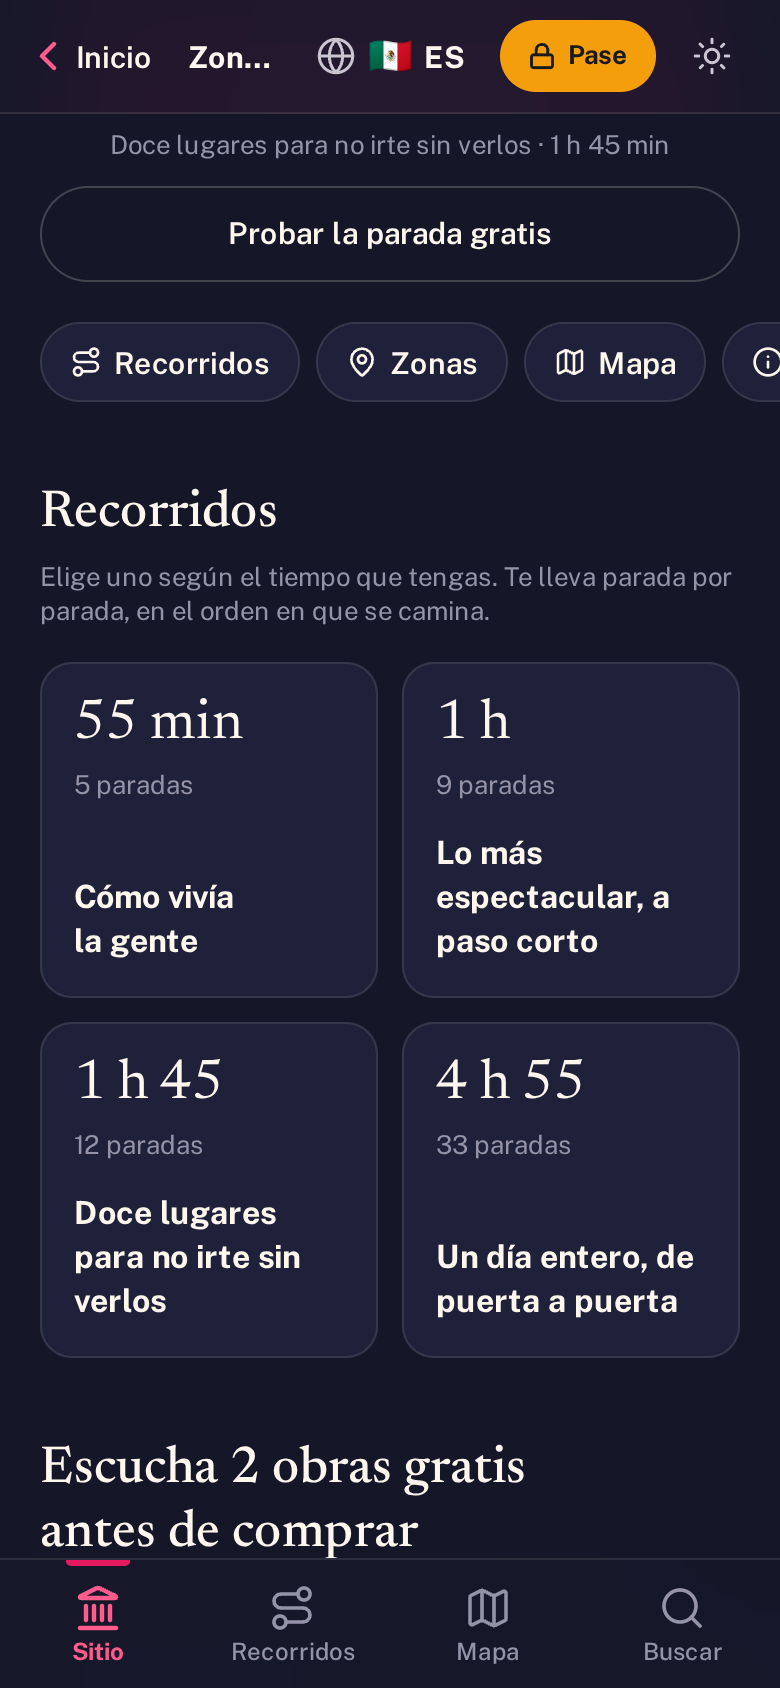 Inicio
Zon...
ES
Pase
Doce lugares para no irte sin verlos · 1 h 45 min
Probar la parada gratis
Recorridos
Zonas
Mapa
Recorridos
Elige uno según el tiempo que tengas. Te lleva parada por
parada, en el orden en que se camina.
55 min
5 paradas
Cómo vivía
la gente
1 h
9 paradas
Lo más
espectacular, a
paso corto
1 h 45
12 paradas
Doce lugares
para no irte sin
verlos
4 h 55
33 paradas
Un día entero, de
puerta a puerta
Escucha 2 obras gratis
antes de comprar
Sitio
Recorridos
Mapa
Buscar